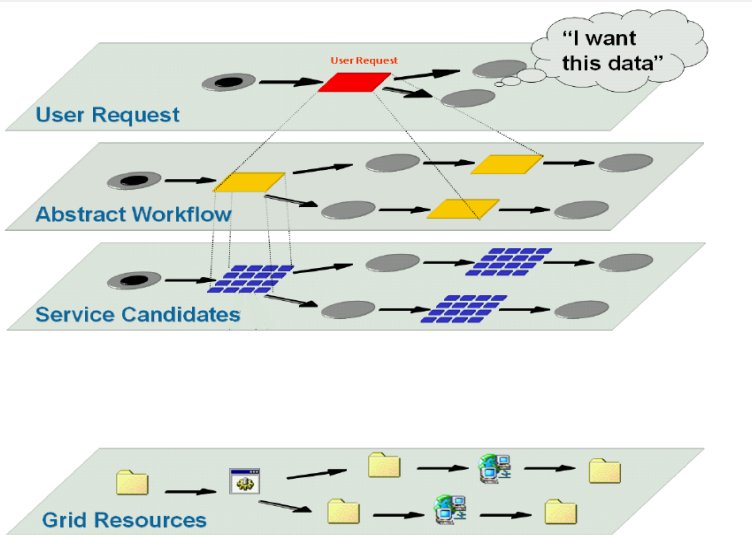 “I want
this data”
User Request
User Request
Abstract Workflow
Service Candidates
Grid Resources